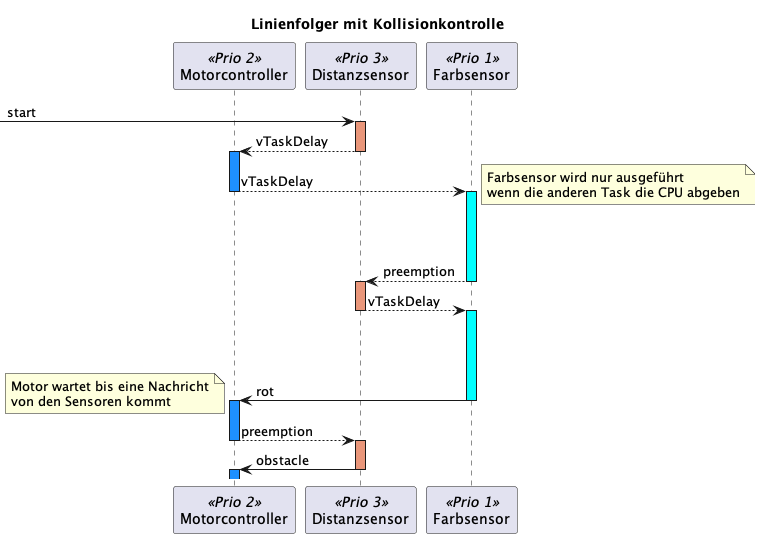 Linienfolger mit Kollisionkontrolle
«Prio 2»
Motorcontroller
«Prio 3»
Distanzsensor
«Prio 1»
Farbsensor
start
vTaskDelay
vTaskDelay
Farbsensor wird nur ausgeführt
wenn die anderen Task die CPU abgeben
preemption
vTaskDelay
Motor wartet bis eine Nachricht
von den Sensoren kommt
rot
preemption
obstacle
«Prio 2»
Motorcontroller
«Prio 3»
Distanzsensor
«Prio 1»
Farbsensor